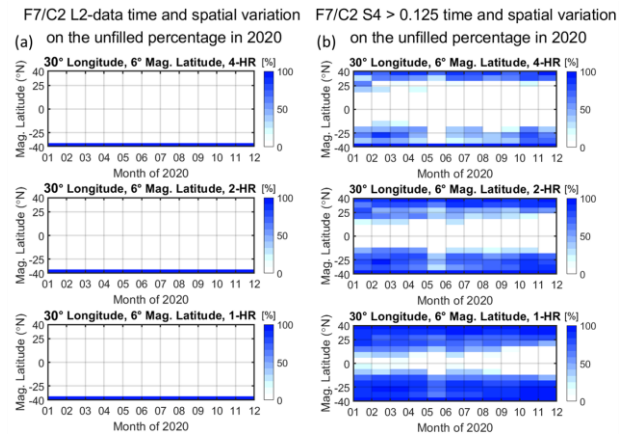 F7/C2 L2-data time and spatial variation
on the unfilled percentage in 2020
(a)
30° Longitude, 6° Mag. Latitude, 4-HR [%]
Mag. Latitude (°N)
40
25
0
-25
-40
01 02 03 04 05 06 07 08 09 10 11 12
Month of 2020
100
50
0
30° Longitude, 6° Mag. Latitude, 2-HR [%]
Mag. Latitude (°N)
40
25
0
-25
-40
01 02 03 04 05 06 07 08 09 10 11 12
Month of 2020
100
50
0
30° Longitude, 6° Mag. Latitude, 1-HR [%]
Mag. Latitude (°N)
40
25
0
-25
-40
01 02 03 04 05 06 07 08 09 10 11 12
Month of 2020
100
50
0
F7/C2 S4 > 0.125 time and spatial variation
on the unfilled percentage in 2020
(b)
30° Longitude, 6° Mag. Latitude, 4-HR [%]
Mag. Latitude (°N)
40
25
0
-25
-40
01 02 03 04 05 06 07 08 09 10 11 12
Month of 2020
100
50
0
30° Longitude, 6° Mag. Latitude, 2-HR [%]
Mag. Latitude (°N)
40
25
0
-25
-40
01 02 03 04 05 06 07 08 09 10 11 12
Month of 2020
100
50
0
30° Longitude, 6° Mag. Latitude, 1-HR [%]
Mag. Latitude (°N)
40
25
0
-25
-40
01 02 03 04 05 06 07 08 09 10 11 12
Month of 2020
100
50
0